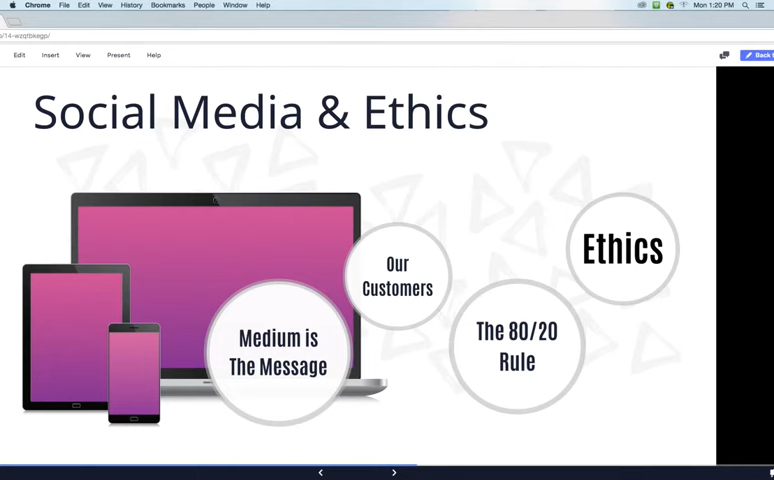 Chrome File Edit View History Bookmarks People Window Help Mon 1:20 PM
e/14-wzqtbkegp/
Edit Insert View Present Help Back
Social Media & Ethics
Ethics
Our
Customers
Medium is
The Message
The 80/20
Rule